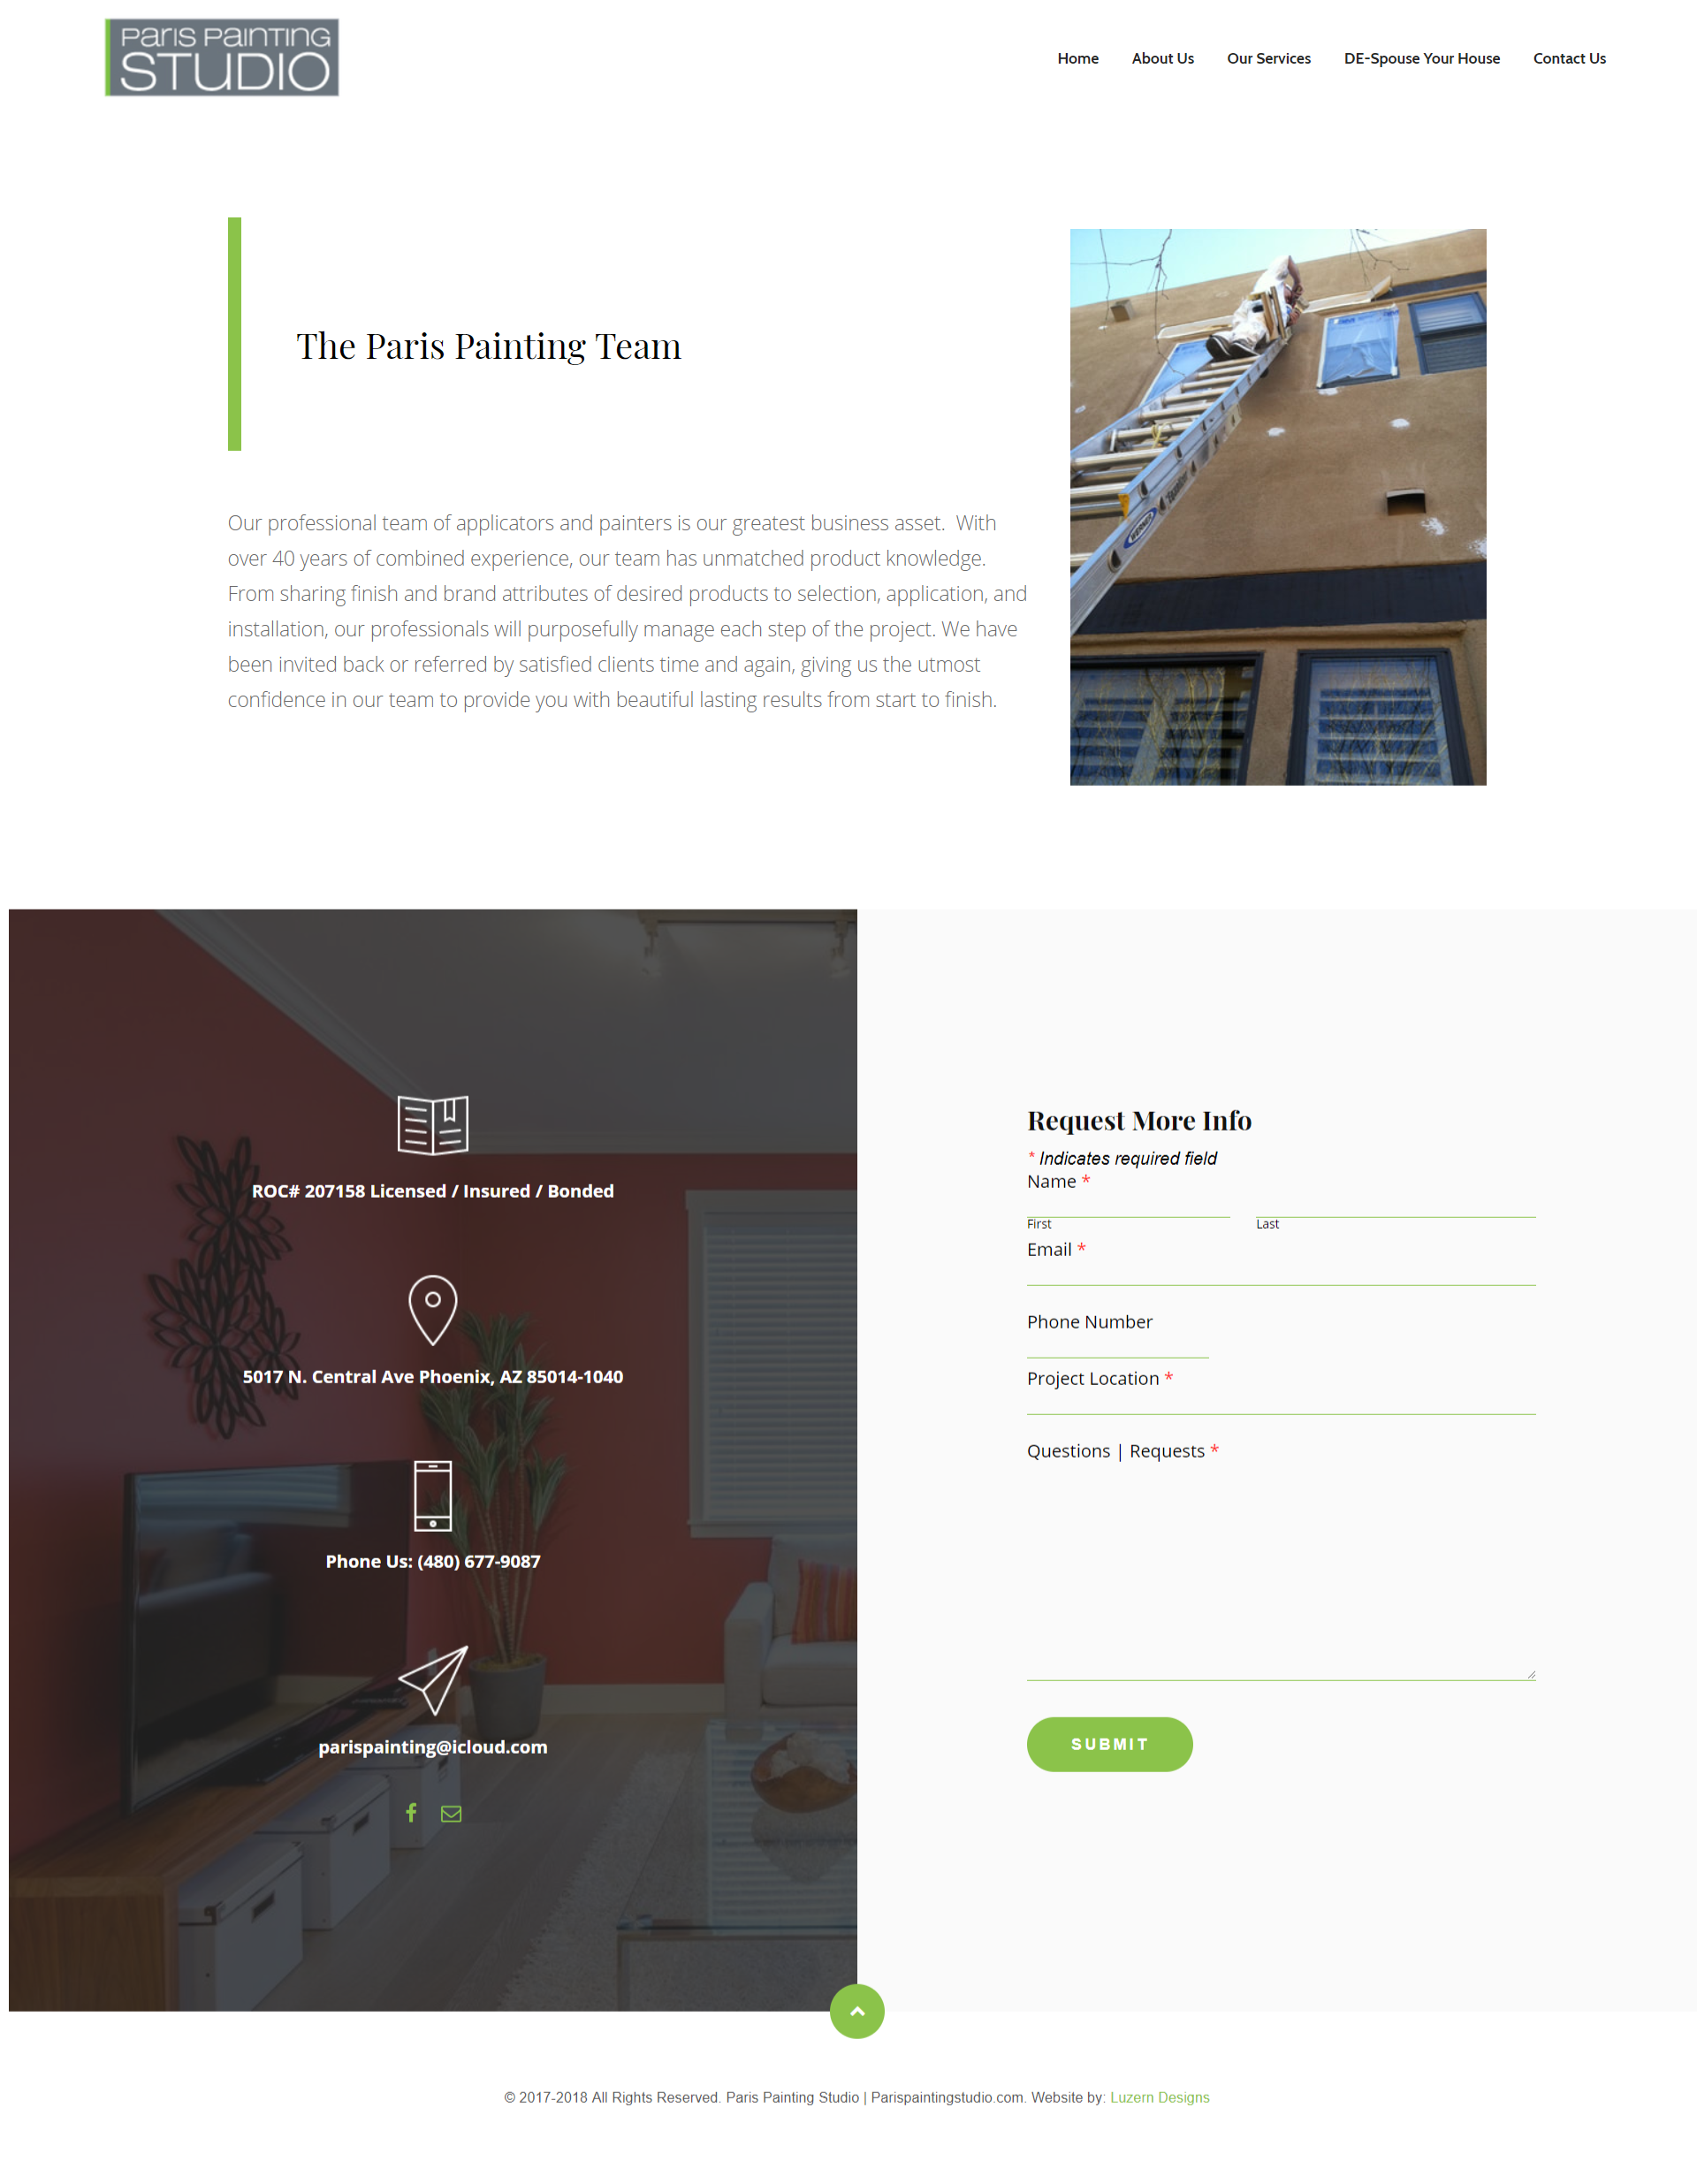 Paris Painting
STUDIO
Home About Us Our Services DE-Spouse Your House Contact Us
The Paris Painting Team
Our professional team of applicators and painters is our greatest business asset.  With
over 40 years of combined experience, our team has unmatched product knowledge.
From sharing finish and brand attributes of desired products to selection, application, and
installation, our professionals will purposefully manage each step of the project. We have
been invited back or referred by satisfied clients time and again, giving us the utmost
confidence in our team to provide you with beautiful lasting results from start to finish.
WERNER
ROC# 207158 Licensed / Insured / Bonded
5017 N. Central Ave Phoenix, AZ 85014-1040
Phone Us: (480) 677-9087
parispainting@icloud.com
Request More Info
* Indicates required field
Name *
First Last
Email *
Phone Number
Project Location *
Questions | Requests *
SUBMIT
© 2017-2018 All Rights Reserved. Paris Painting Studio | Parispaintingstudio.com. Website by: Luzern Designs